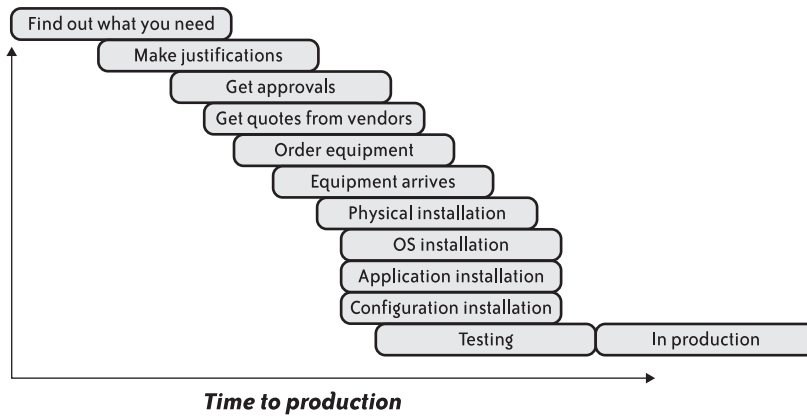 Find out what you need
Make justifications
Get approvals
Get quotes from vendors
Order equipment
Equipment arrives
Physical installation
OS installation
Application installation
Configuration installation
Testing
In production
Time to production